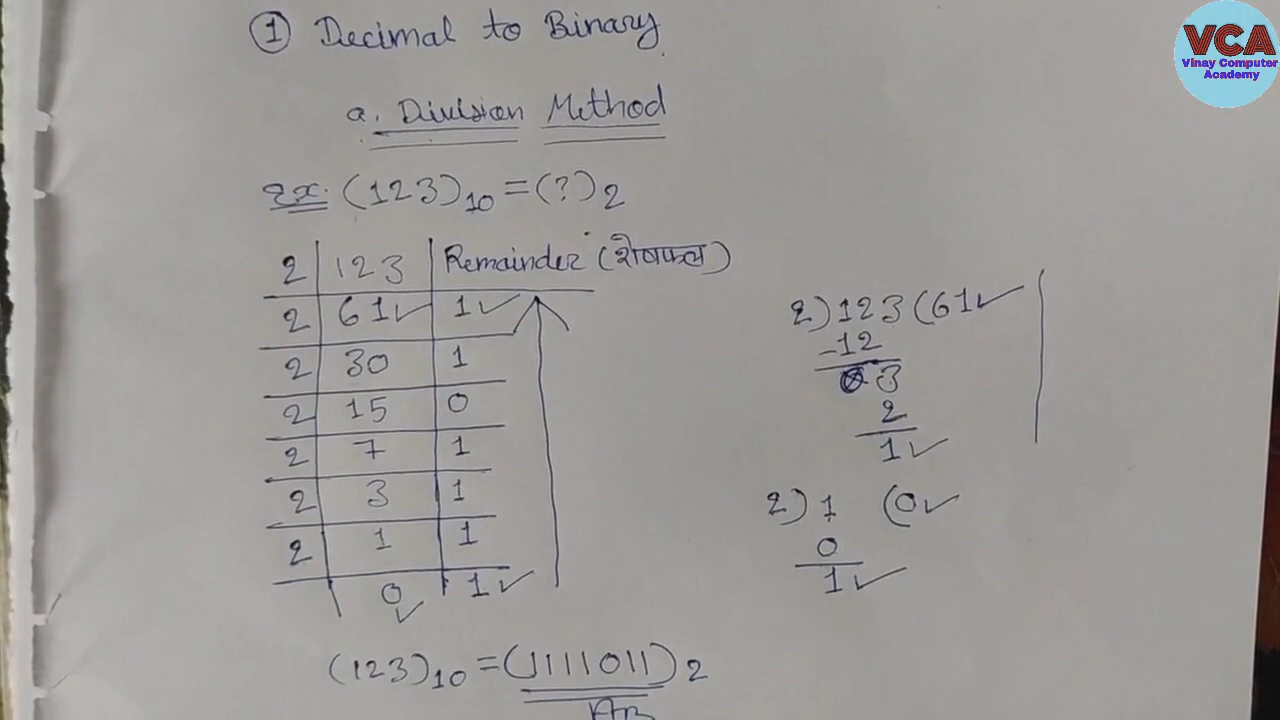 ① Decimal to Binary
VCA
Vinay Computer
Academy
a. Division Method
Ex: (123)₁₀ = (?)₂
2 | 123 | Remainder (शेषफल)
2 | 61 ✓ | 1 ✓
2 | 30 | 1
2 | 15 | 0
2 | 7 | 1
2 | 3 | 1
2 | 1 | 1
0 ✓ | 1 ✓
2)123(61 ✓
-12
03
2
1 ✓
2) 1 (0 ✓
0
1 ✓
(123)₁₀ = (1111011)₂